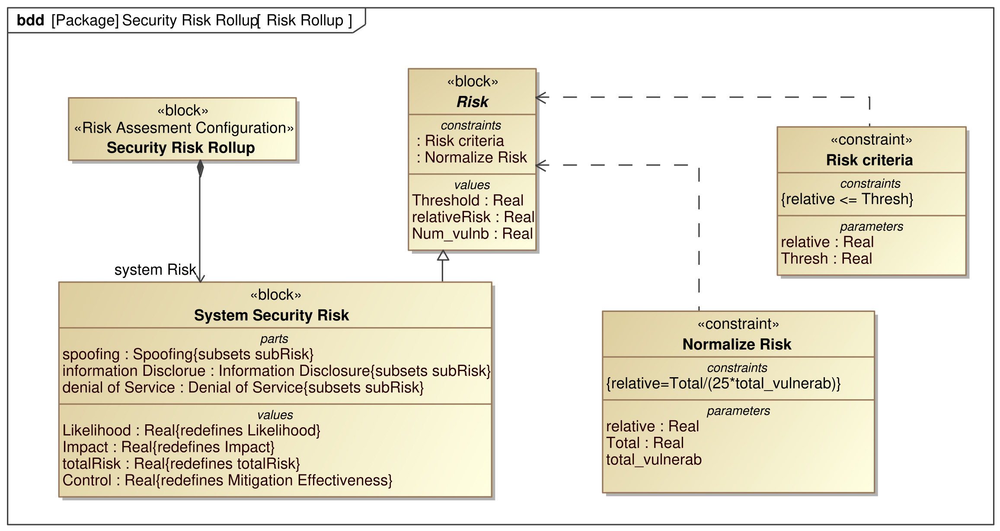 bdd [Package] Security Risk Rollup[ Risk Rollup ]
«block»
«Risk Assesment Configuration»
Security Risk Rollup
system Risk
«block»
Risk
constraints
: Risk criteria
: Normalize Risk
values
Threshold : Real
relativeRisk : Real
Num_vulnb : Real
«constraint»
Risk criteria
constraints
{relative <= Thresh}
parameters
relative : Real
Thresh : Real
«block»
System Security Risk
parts
spoofing : Spoofing{subsets subRisk}
information Disclorue : Information Disclosure{subsets subRisk}
denial of Service : Denial of Service{subsets subRisk}
values
Likelihood : Real{redefines Likelihood}
Impact : Real{redefines Impact}
totalRisk : Real{redefines totalRisk}
Control : Real{redefines Mitigation Effectiveness}
«constraint»
Normalize Risk
constraints
{relative=Total/(25*total_vulnerab)}
parameters
relative : Real
Total : Real
total_vulnerab